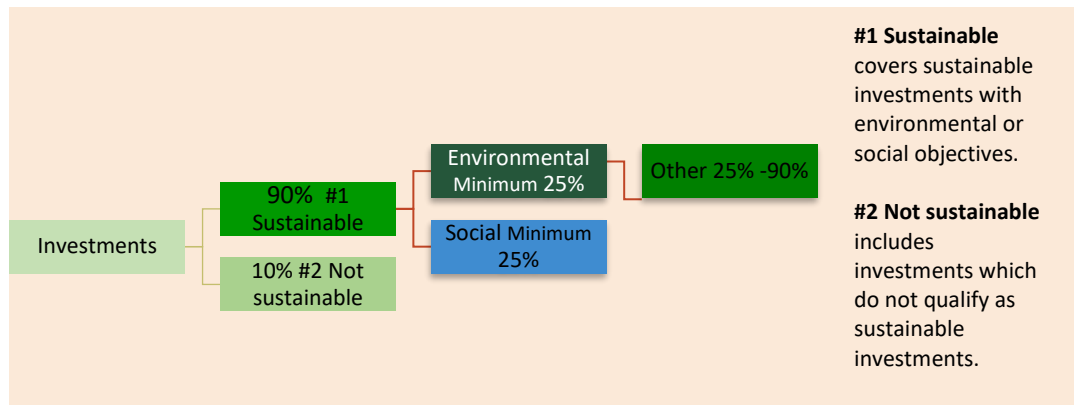 Investments
90% #1
Sustainable
10% #2 Not
sustainable
Environmental
Minimum 25%
Social Minimum
25%
Other 25% -90%
#1 Sustainable
covers sustainable
investments with
environmental or
social objectives.
#2 Not sustainable
includes
investments which
do not qualify as
sustainable
investments.